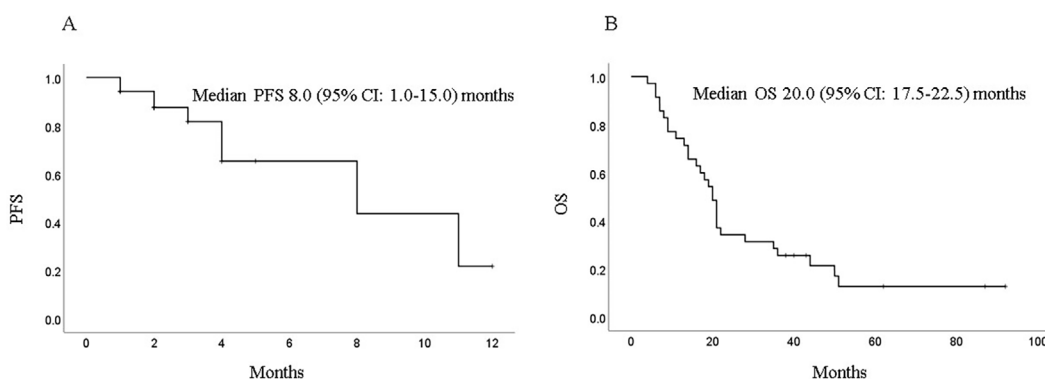 A
Median PFS 8.0 (95% CI: 1.0-15.0) months
PFS
1.0
0.8
0.6
0.4
0.2
0.0
0 2 4 6 8 10 12
Months
B
Median OS 20.0 (95% CI: 17.5-22.5) months
OS
1.0
0.8
0.6
0.4
0.2
0.0
0 20 40 60 80 100
Months